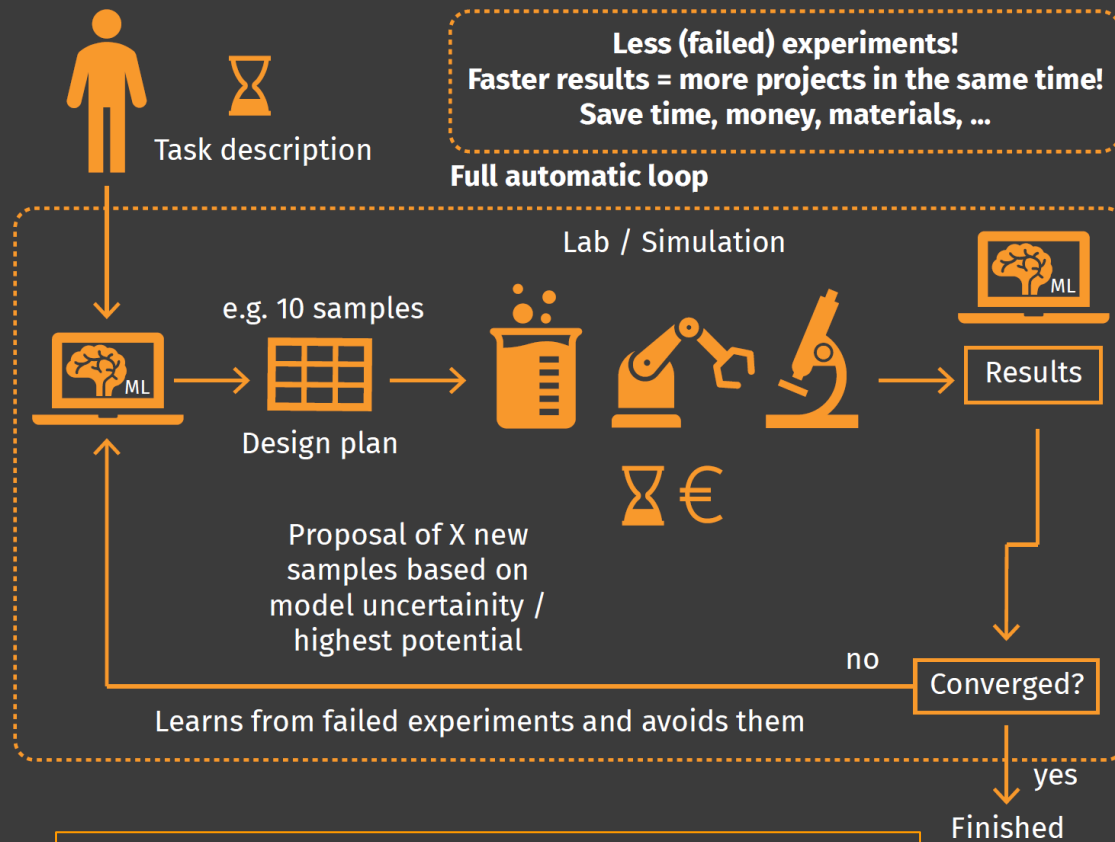 Less (failed) experiments!
Faster results = more projects in the same time!
Save time, money, materials, ...
Task description
Full automatic loop
Lab / Simulation
ML
e.g. 10 samples
ML
Results
Design plan
€
Proposal of X new
samples based on
model uncertainity /
highest potential
no
Converged?
Learns from failed experiments and avoids them
yes
Finished